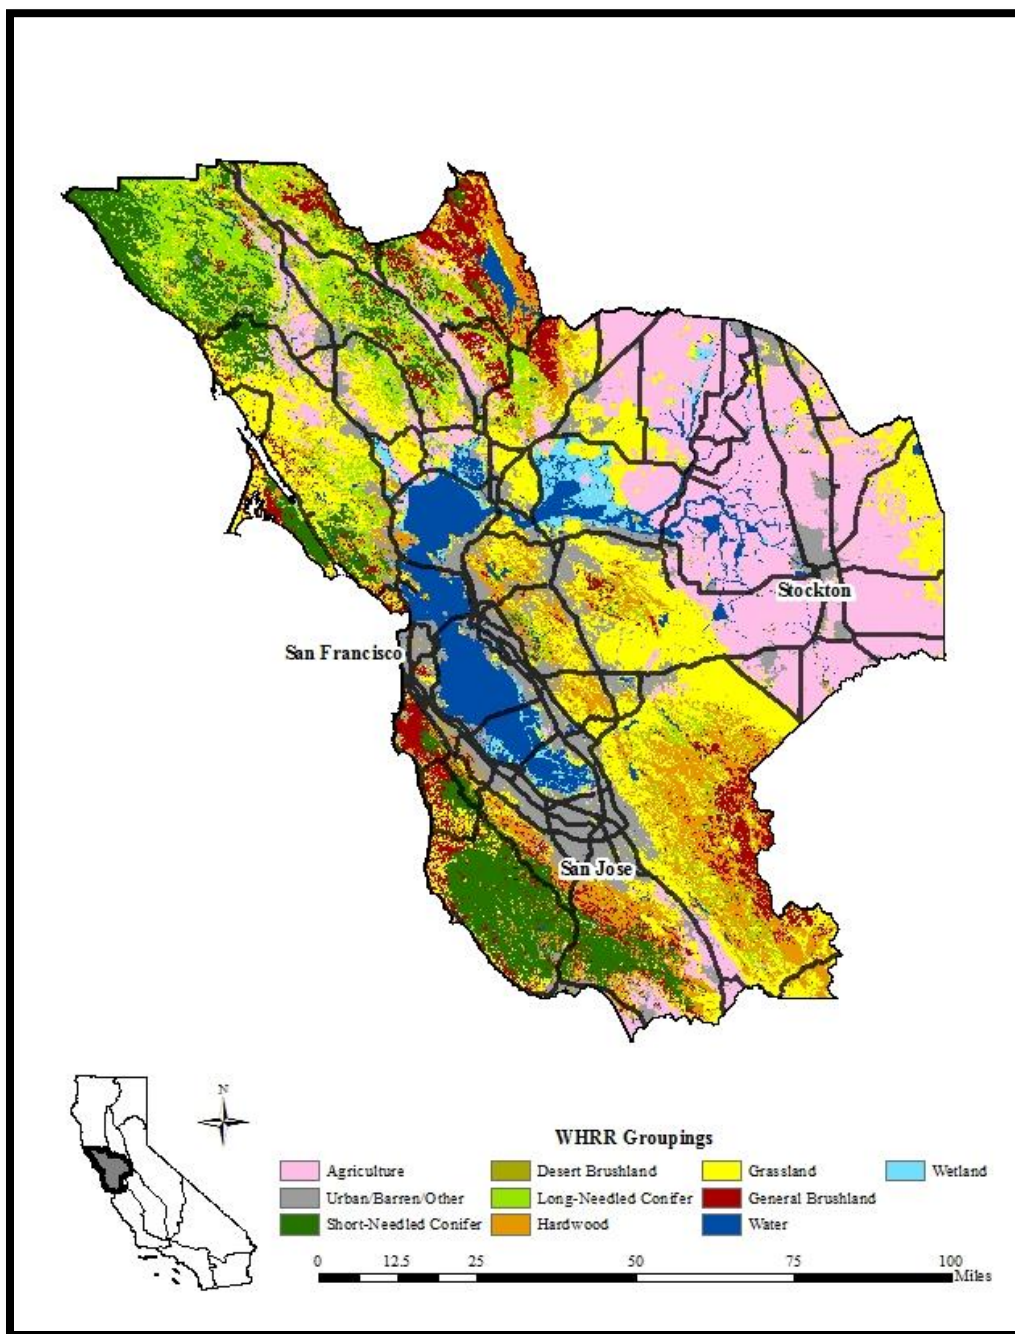 Stockton
San Francisco
San Jose
N
WHRR Groupings
Agriculture Desert Brushland Grassland Wetland
Urban/Barren/Other Long-Needled Conifer General Brushland
Short-Needled Conifer Hardwood Water
0 12.5 25 50 75 100
Miles